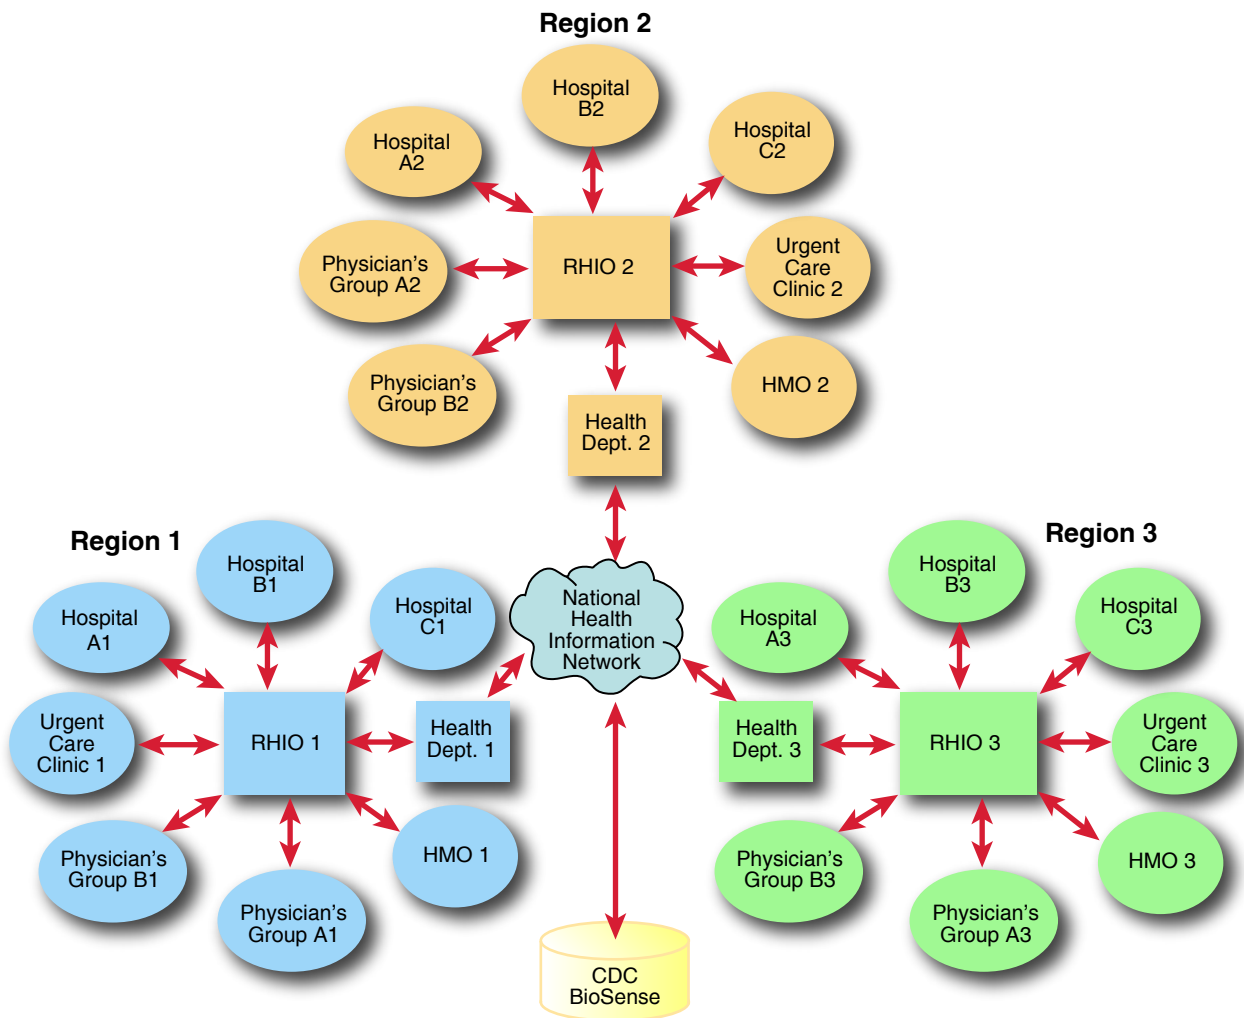 Region 2
Hospital
B2
Hospital
A2
Hospital
C2
Physician's
Group A2
RHIO 2
Urgent
Care
Clinic 2
Physician's
Group B2
HMO 2
Health
Dept. 2
Region 1
Hospital
B1
Hospital
A1
Hospital
C1
Urgent
Care
Clinic 1
RHIO 1
Health
Dept. 1
Physician's
Group B1
Physician's
Group A1
HMO 1
National
Health
Information
Network
Region 3
Hospital
B3
Hospital
A3
Hospital
C3
Health
Dept. 3
RHIO 3
Urgent
Care
Clinic 3
Physician's
Group B3
Physician's
Group A3
HMO 3
CDC
BioSense